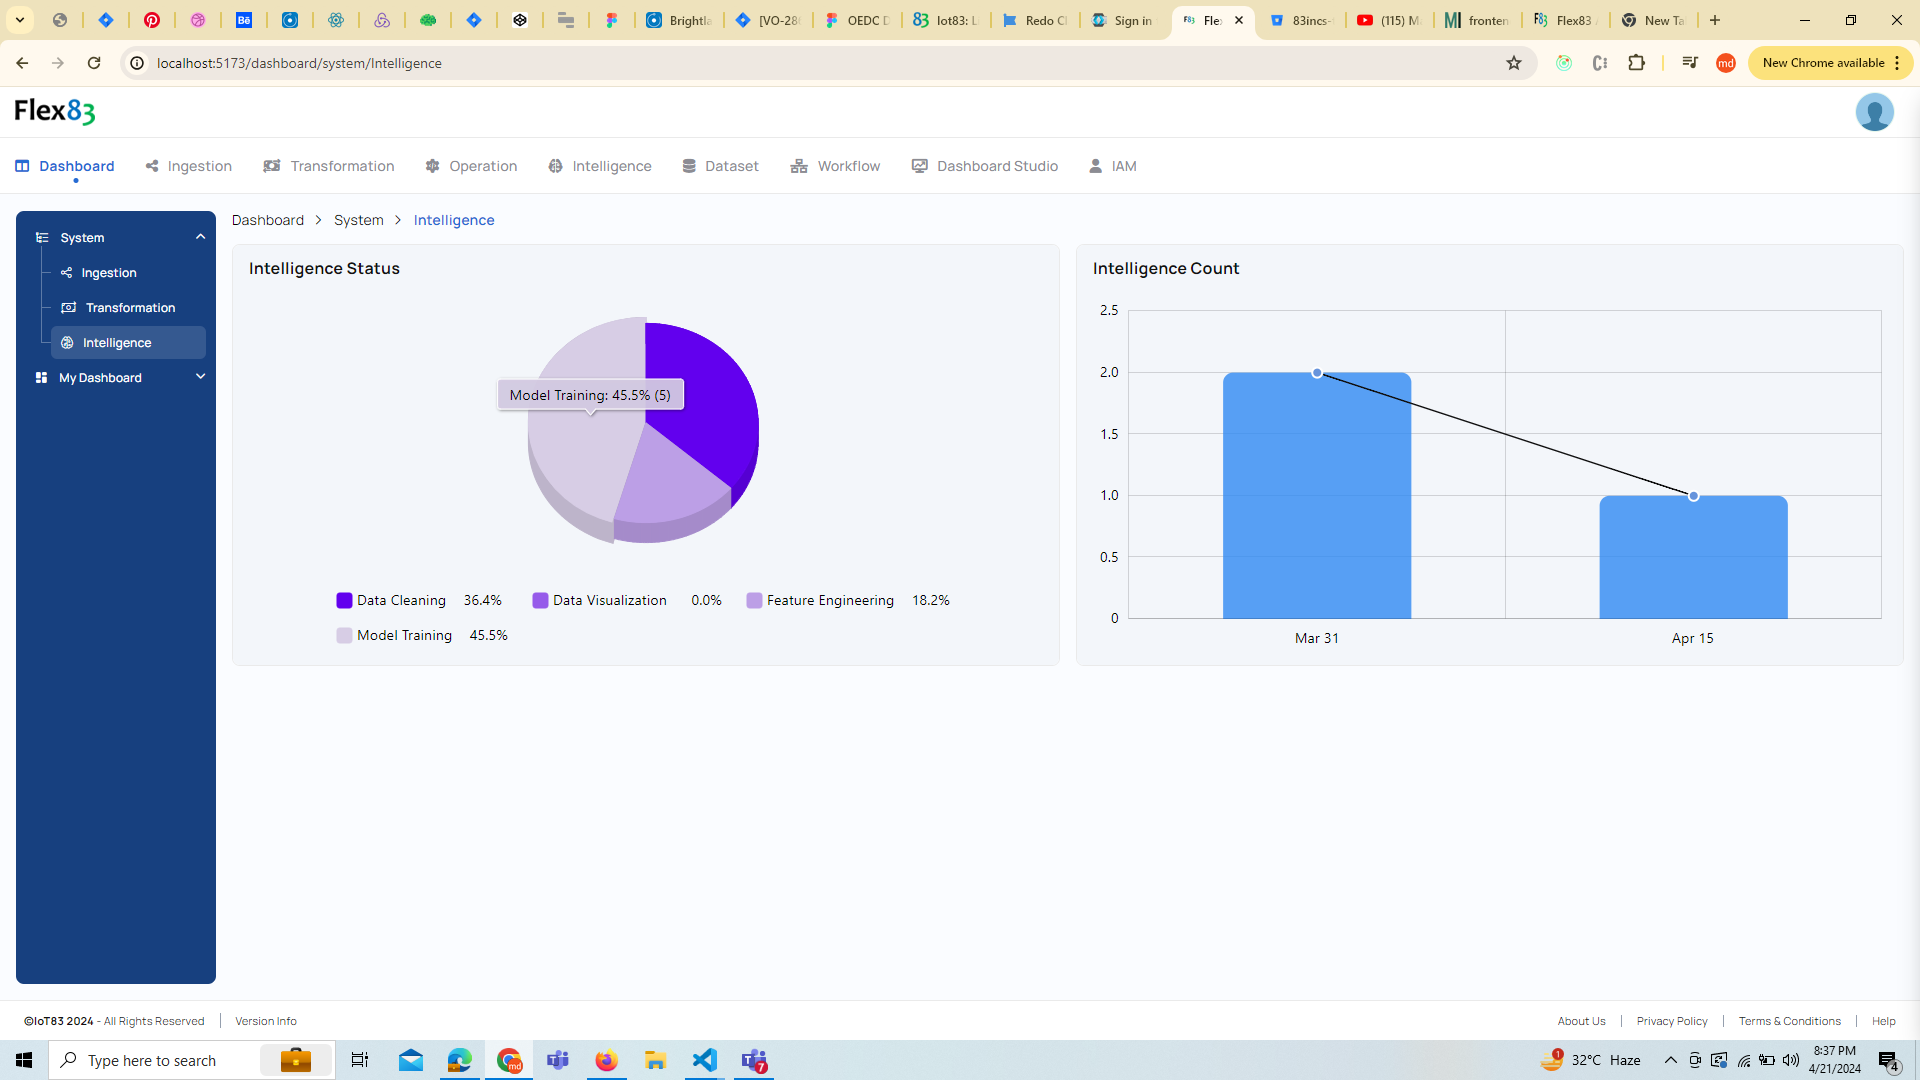 Brightla
[VO-286
OEDC D
Iot83: L
Redo Cl
Sign in
Flex
83incs-
(115) M
fronten
Flex83
New Ta
localhost:5173/dashboard/system/Intelligence
New Chrome available
Flex83
Dashboard
Ingestion
Transformation
Operation
Intelligence
Dataset
Workflow
Dashboard Studio
IAM
System
Ingestion
Transformation
Intelligence
My Dashboard
Dashboard > System > Intelligence
Intelligence Status
Model Training: 45.5% (5)
Data Cleaning 36.4%
Data Visualization 0.0%
Feature Engineering 18.2%
Model Training 45.5%
Intelligence Count
2.5
2.0
1.5
1.0
0.5
0
Mar 31
Apr 15
©IoT83 2024 - All Rights Reserved
Version Info
About Us
Privacy Policy
Terms & Conditions
Help
Type here to search
7
1
32°C Haze
8:37 PM
4/21/2024
4